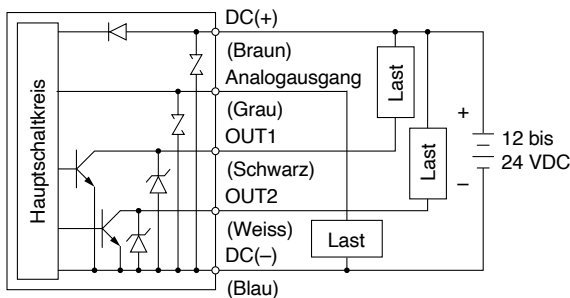 Hauptschaltkreis
DC(+)
(Braun)
Analogausgang
(Grau)
OUT1
(Schwarz)
OUT2
(Weiss)
DC(–)
(Blau)
Last
Last
Last
+
–
12 bis
24 VDC